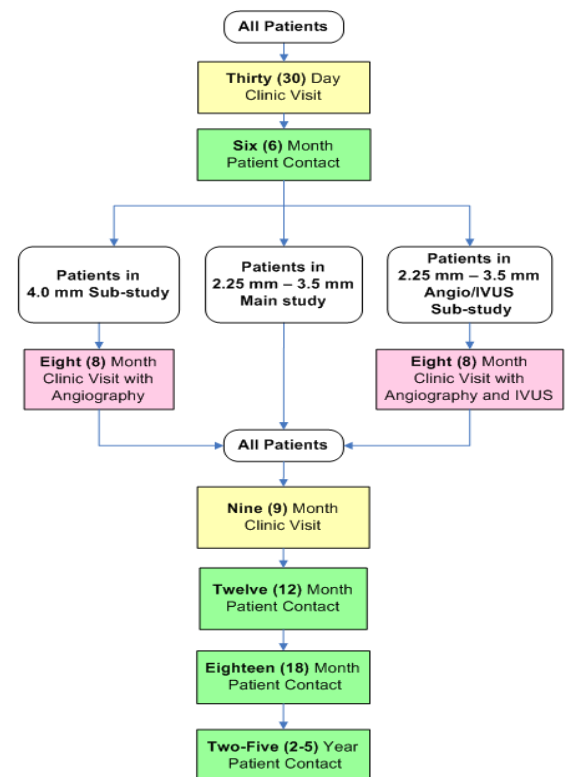 All Patients
Thirty (30) Day
Clinic Visit
Six (6) Month
Patient Contact
Patients in
4.0 mm Sub-study
Patients in
2.25 mm – 3.5 mm
Main study
Patients in
2.25 mm – 3.5 mm
Angio/IVUS
Sub-study
Eight (8) Month
Clinic Visit with
Angiography
Eight (8) Month
Clinic Visit with
Angiography and IVUS
All Patients
Nine (9) Month
Clinic Visit
Twelve (12) Month
Patient Contact
Eighteen (18) Month
Patient Contact
Two-Five (2-5) Year
Patient Contact